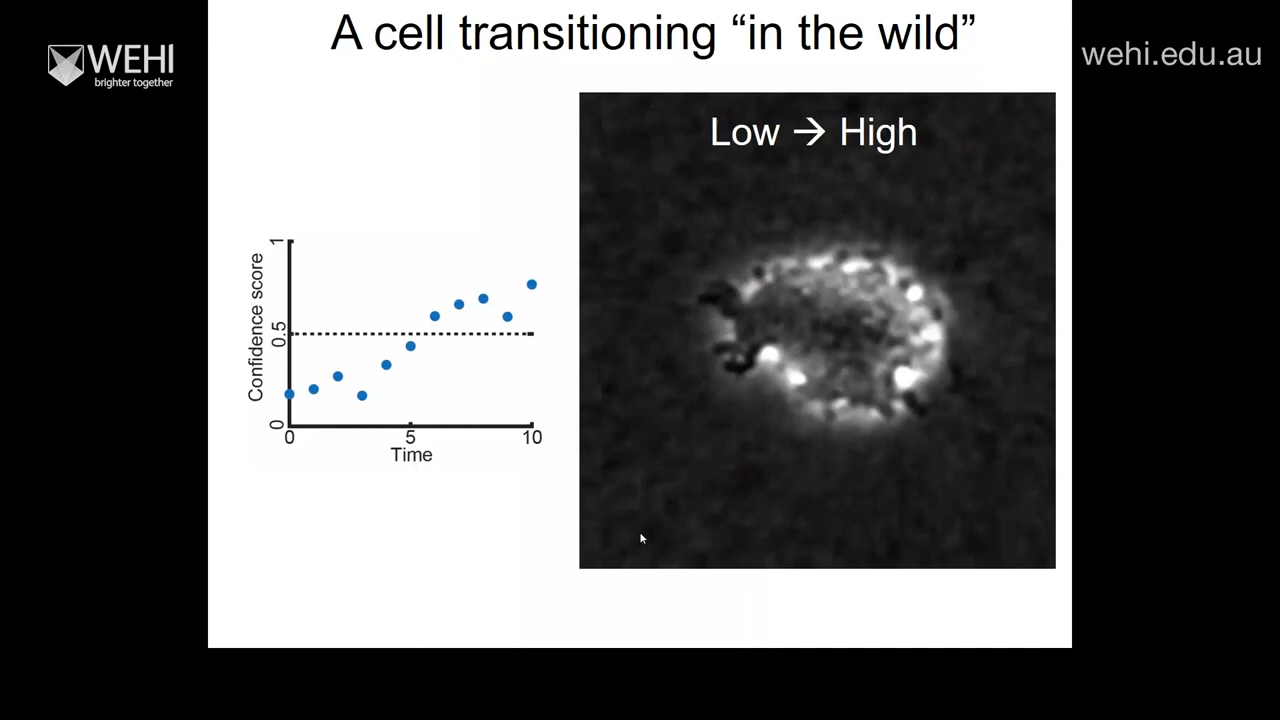 A cell transitioning “in the wild”
WEHI
brighter together
wehi.edu.au
Low → High
Confidence score
1
0.5
0
0
5
10
Time